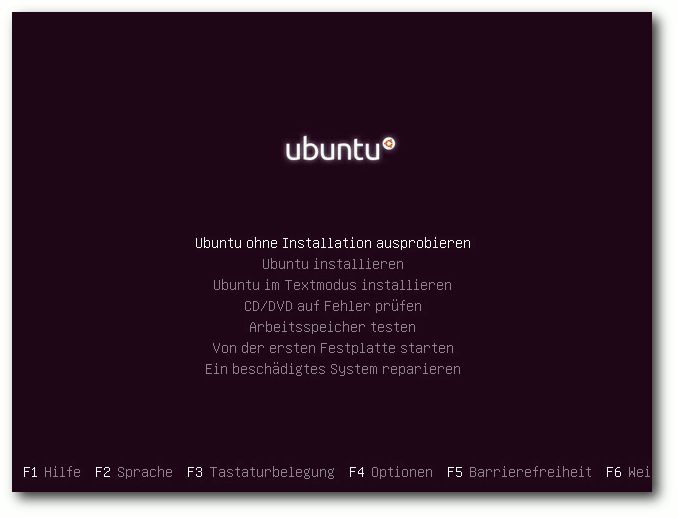 ubuntu
Ubuntu ohne Installation ausprobieren
Ubuntu installieren
Ubuntu im Textmodus installieren
CD/DVD auf Fehler prüfen
Arbeitsspeicher testen
Von der ersten Festplatte starten
Ein beschädigtes System reparieren
F1 Hilfe F2 Sprache F3 Tastaturbelegung F4 Optionen F5 Barrierefreiheit F6 Wei